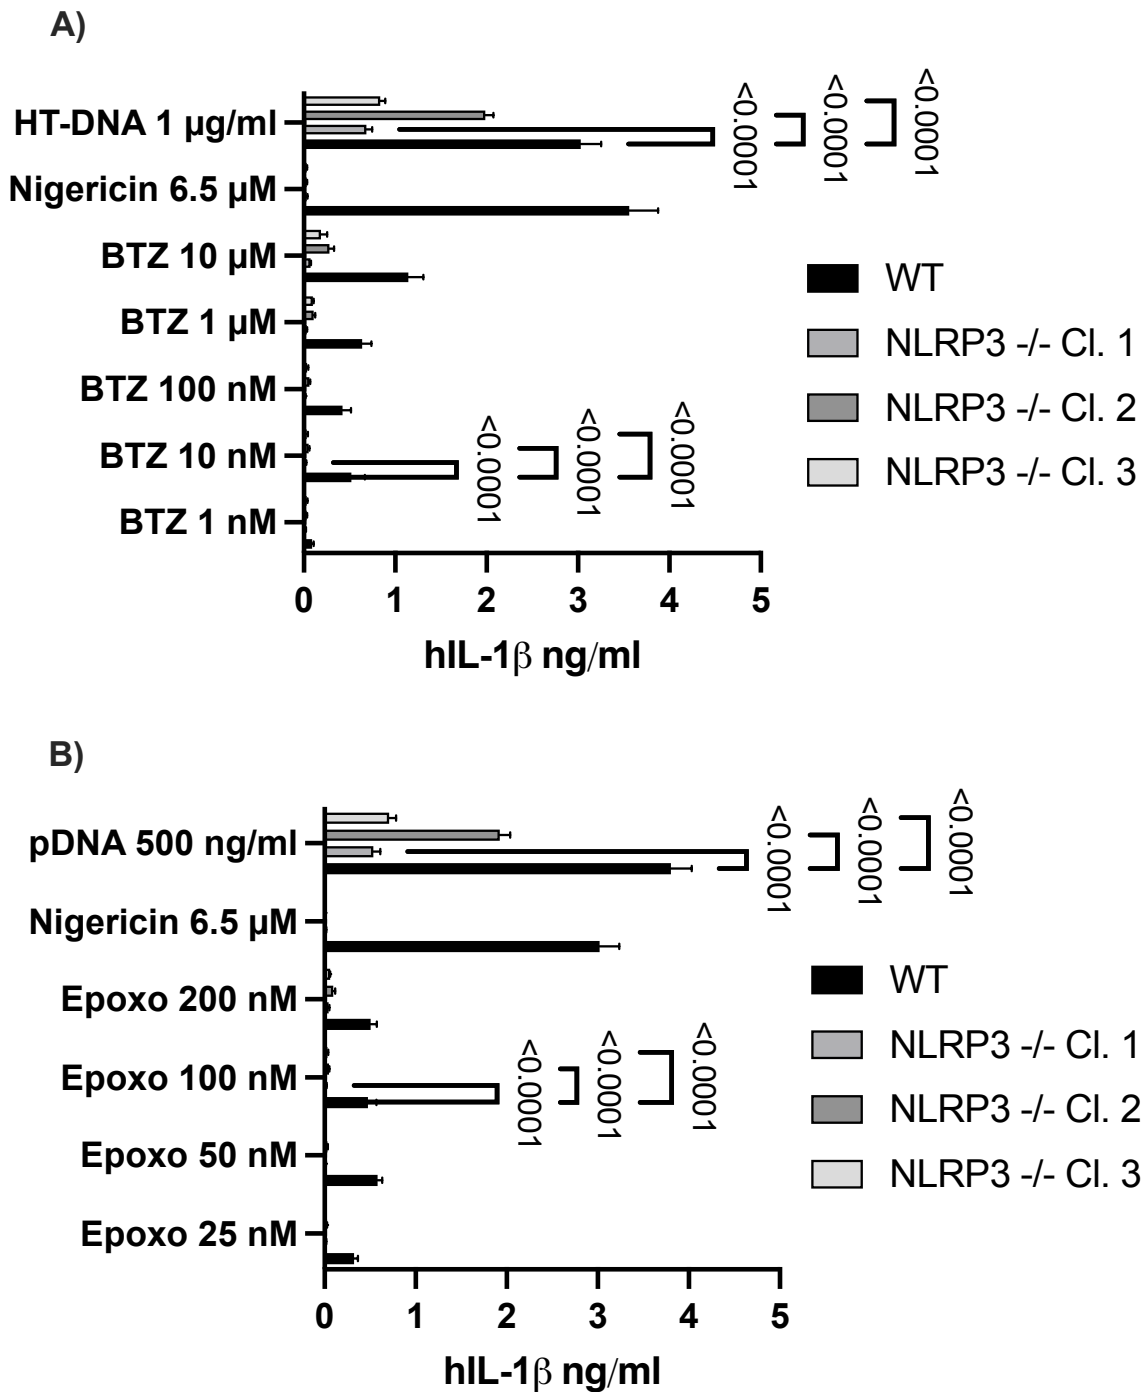 A)
HT-DNA 1 µg/ml
Nigericin 6.5 µM
BTZ 10 µM
BTZ 1 µM
BTZ 100 nM
BTZ 10 nM
BTZ 1 nM
<0.0001
<0.0001
<0.0001
<0.0001
<0.0001
<0.0001
WT
NLRP3 -/- Cl. 1
NLRP3 -/- Cl. 2
NLRP3 -/- Cl. 3
0 1 2 3 4 5
hIL-1β ng/ml
B)
pDNA 500 ng/ml
Nigericin 6.5 µM
Epoxo 200 nM
Epoxo 100 nM
Epoxo 50 nM
Epoxo 25 nM
<0.0001
<0.0001
<0.0001
<0.0001
<0.0001
<0.0001
WT
NLRP3 -/- Cl. 1
NLRP3 -/- Cl. 2
NLRP3 -/- Cl. 3
0 1 2 3 4 5
hIL-1β ng/ml